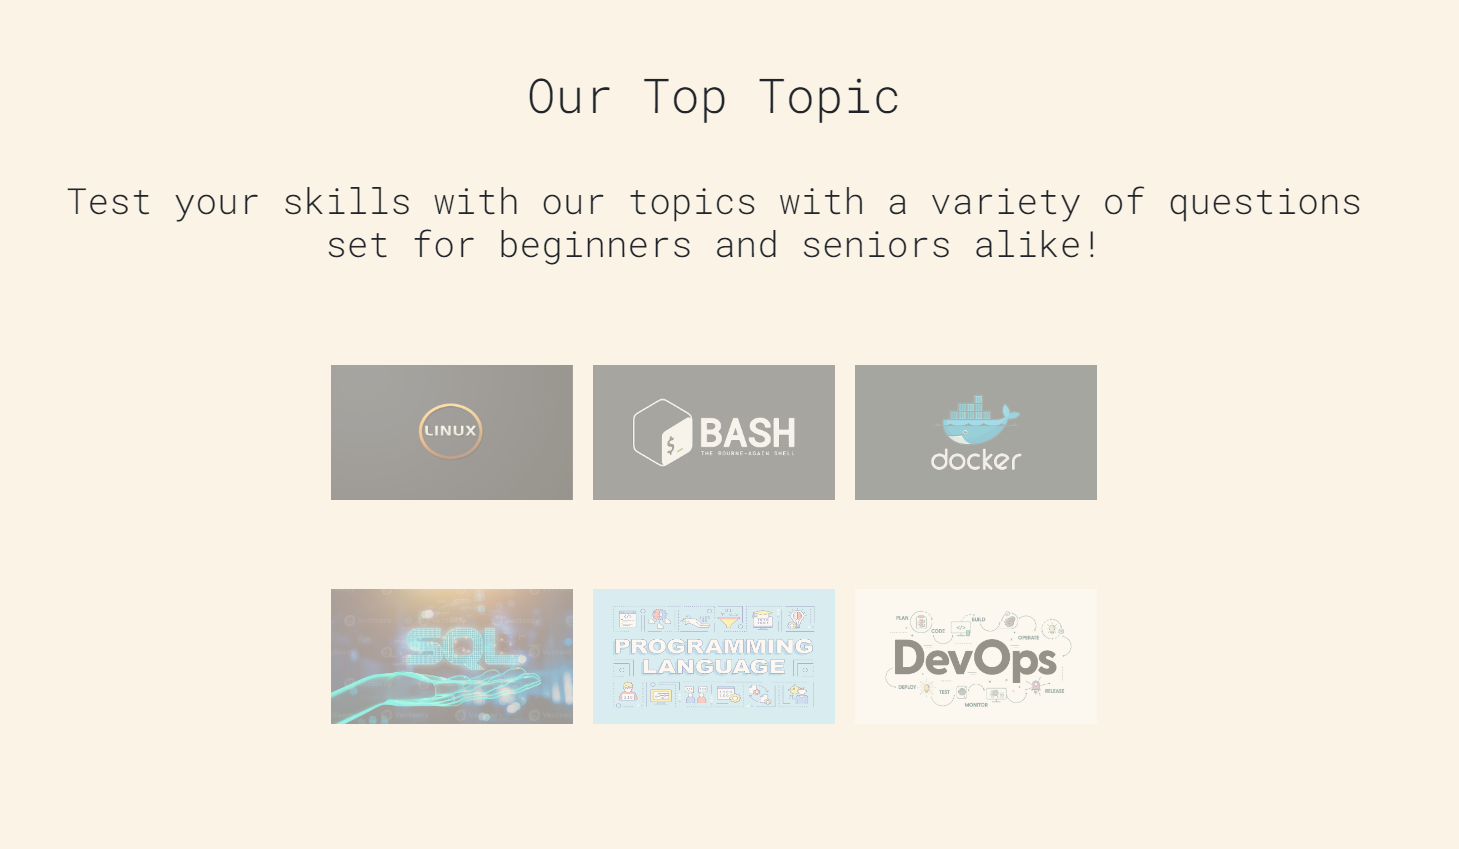 Our Top Topic
Test your skills with our topics with a variety of questions
set for beginners and seniors alike!
LINUX
BASH
THE BOURNE-AGAIN SHELL
docker
SQL
PROGRAMMING
LANGUAGE
PLAN
CODE
BUILD
OPERATE
DevOps
DEPLOY
TEST
MONITOR
RELEASE